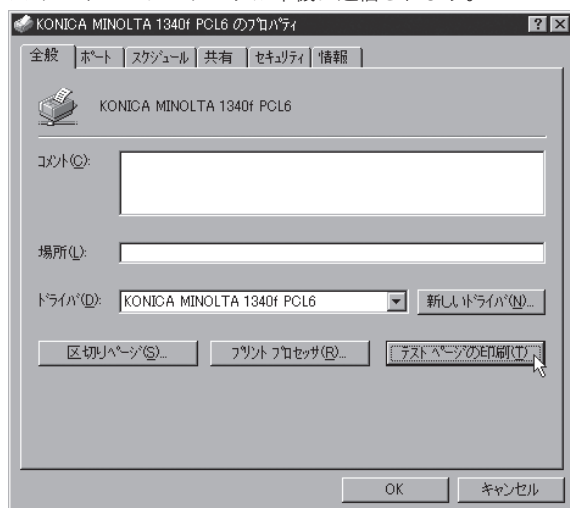 KONICA MINOLTA 1340f PCL6 のﾌﾟﾛﾊﾟﾃｨ
全般 ﾎﾟｰﾄ ｽｹｼﾞｭｰﾙ 共有 ｾｷｭﾘﾃｨ 情報
KONICA MINOLTA 1340f PCL6
ｺﾒﾝﾄ(C):
場所(L):
ﾄﾞﾗｲﾊﾞ(D): KONICA MINOLTA 1340f PCL6 新しいﾄﾞﾗｲﾊﾞ(N)...
区切りﾍﾟｰｼﾞ(S)... ﾌﾟﾘﾝﾄ ﾌﾟﾛｾｯｻ(R)... ﾃｽﾄ ﾍﾟｰｼﾞの印刷(T)
OK ｷｬﾝｾﾙ